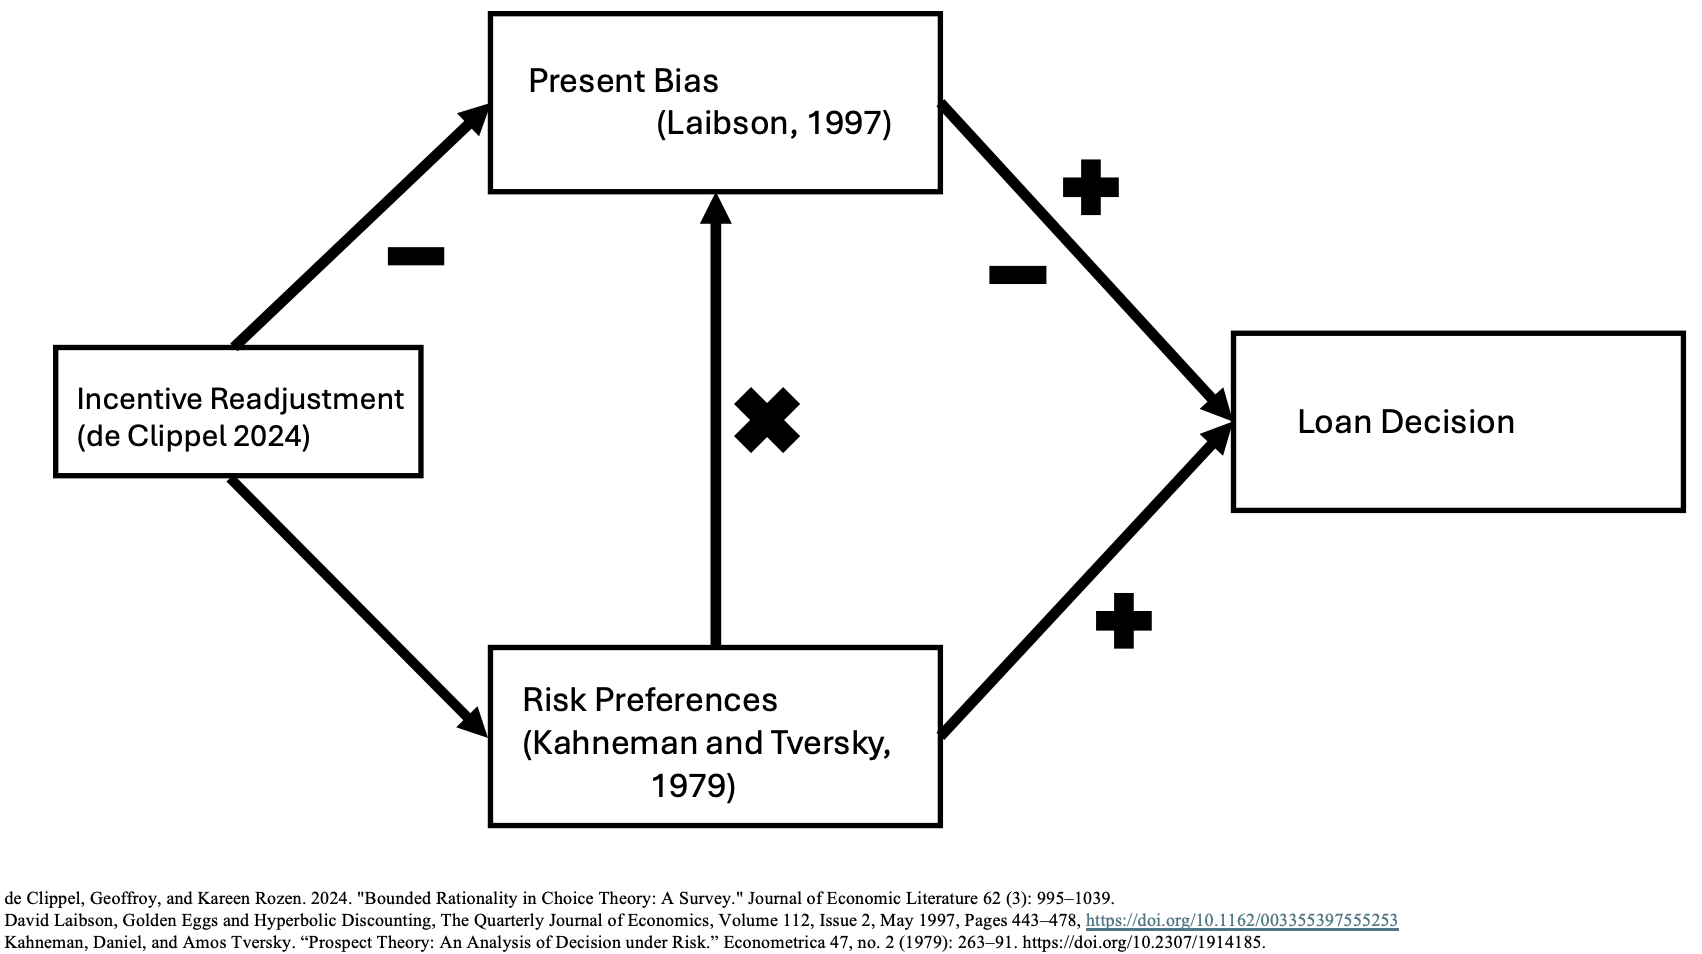 Present Bias
(Laibson, 1997)
Incentive Readjustment
(de Clippel 2024)
Loan Decision
Risk Preferences
(Kahneman and Tversky,
1979)
de Clippel, Geoffroy, and Kareen Rozen. 2024. "Bounded Rationality in Choice Theory: A Survey." Journal of Economic Literature 62 (3): 995–1039.
David Laibson, Golden Eggs and Hyperbolic Discounting, The Quarterly Journal of Economics, Volume 112, Issue 2, May 1997, Pages 443–478, https://doi.org/10.1162/003355397555253
Kahneman, Daniel, and Amos Tversky. “Prospect Theory: An Analysis of Decision under Risk.” Econometrica 47, no. 2 (1979): 263–91. https://doi.org/10.2307/1914185.